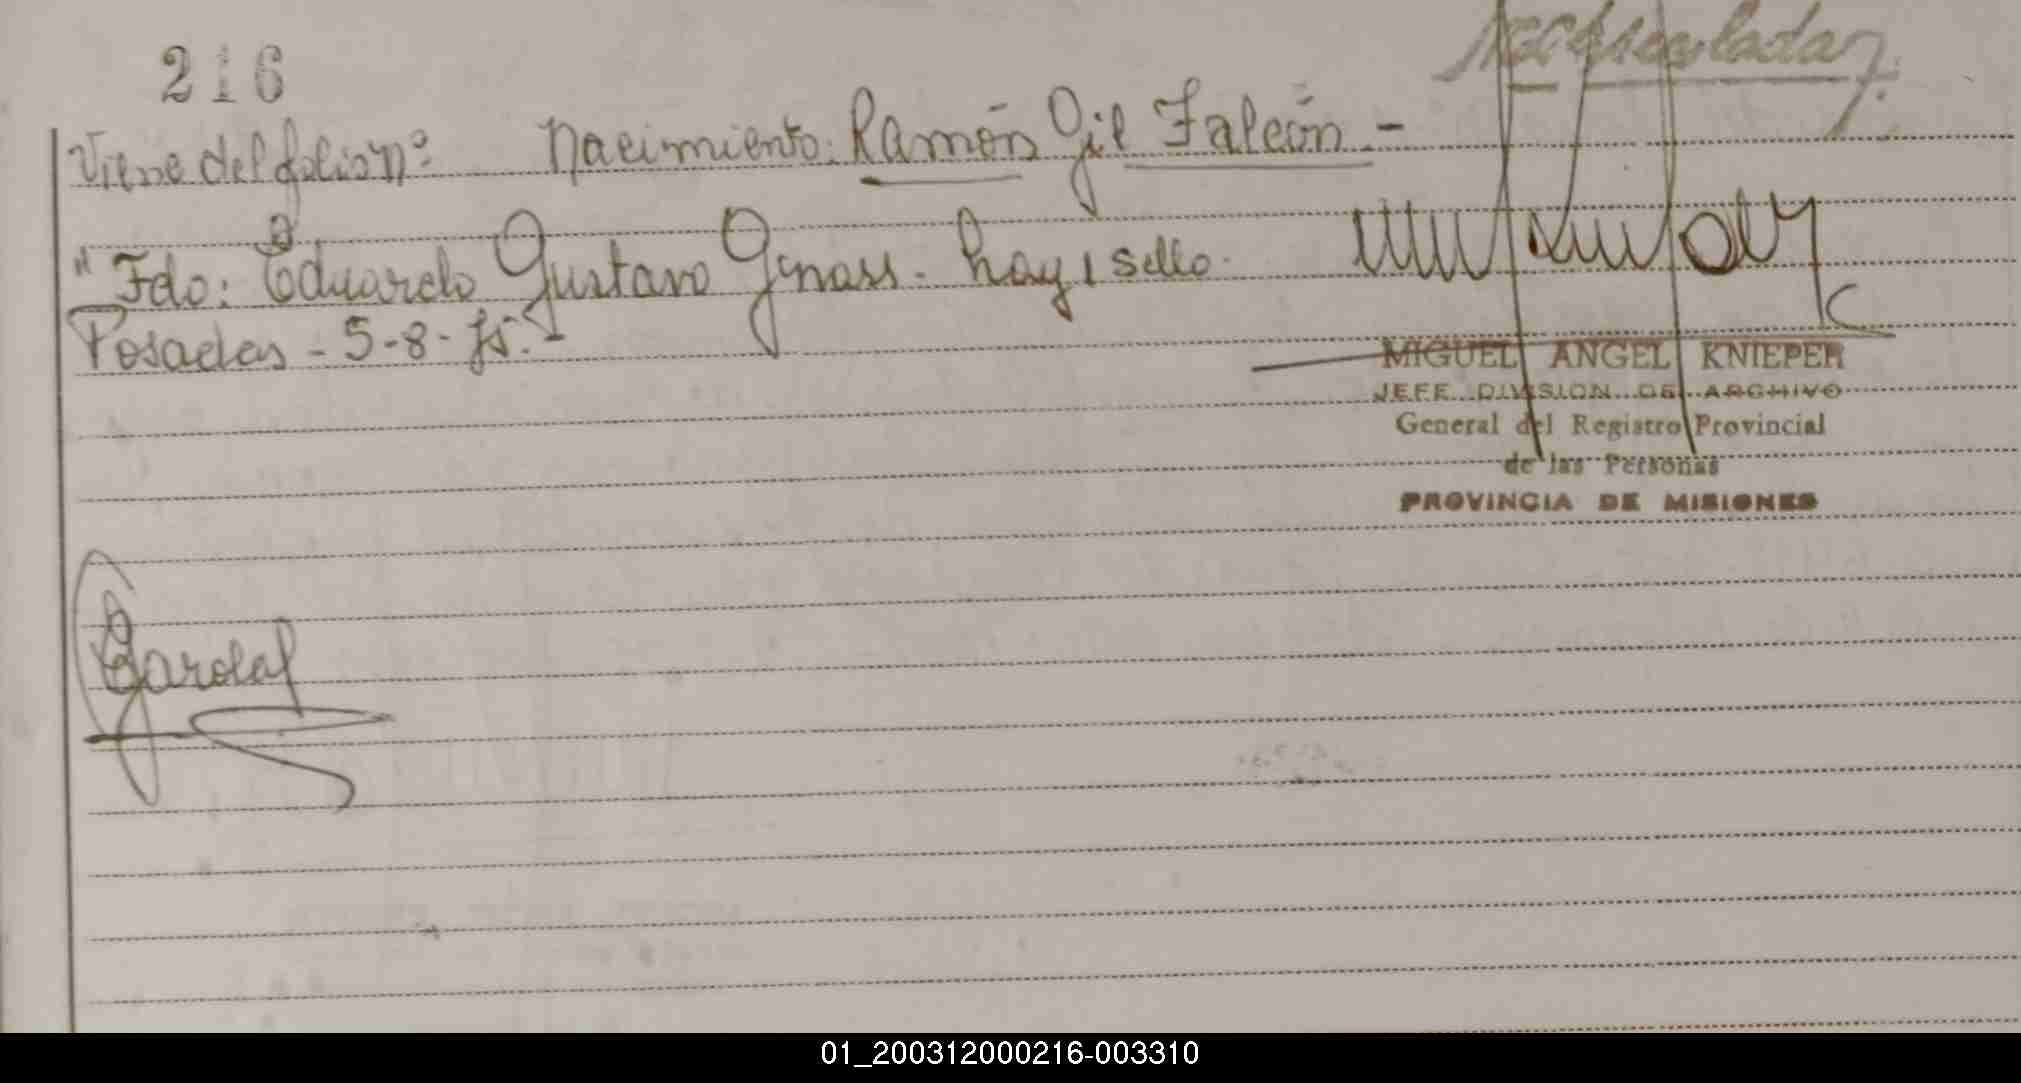 216
Viene del folio nº Nacimiento: Ramón Gil Falcón -
" Fdo: Eduardo Gustavo hay 1 sello.
Posadas - 5-8-75. -
MIGUEL ANGEL KNIEPER
JEFE DIVISION DE ARCHIVO
General del Registro Provincial
de las Personas
PROVINCIA DE MISIONES
01_200312000216-003310